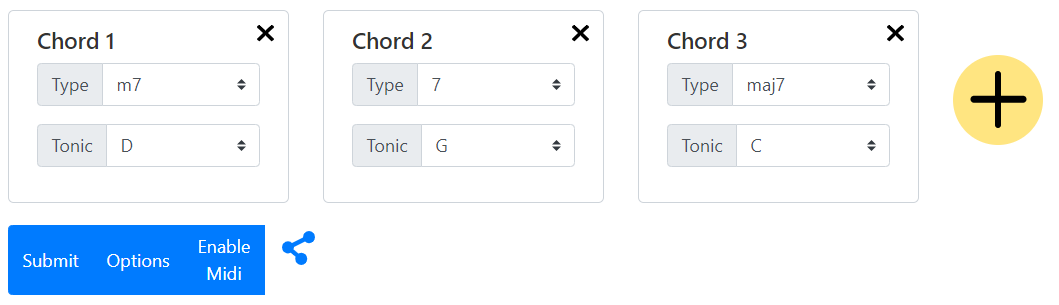 Chord 1
Type m7
Tonic D
Chord 2
Type 7
Tonic G
Chord 3
Type maj7
Tonic C
Submit
Options
Enable
Midi